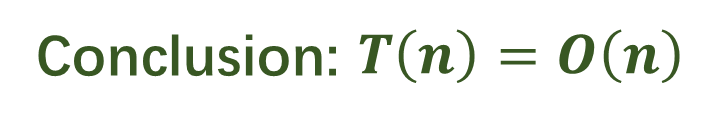 Conclusion: T(n) = O(n)